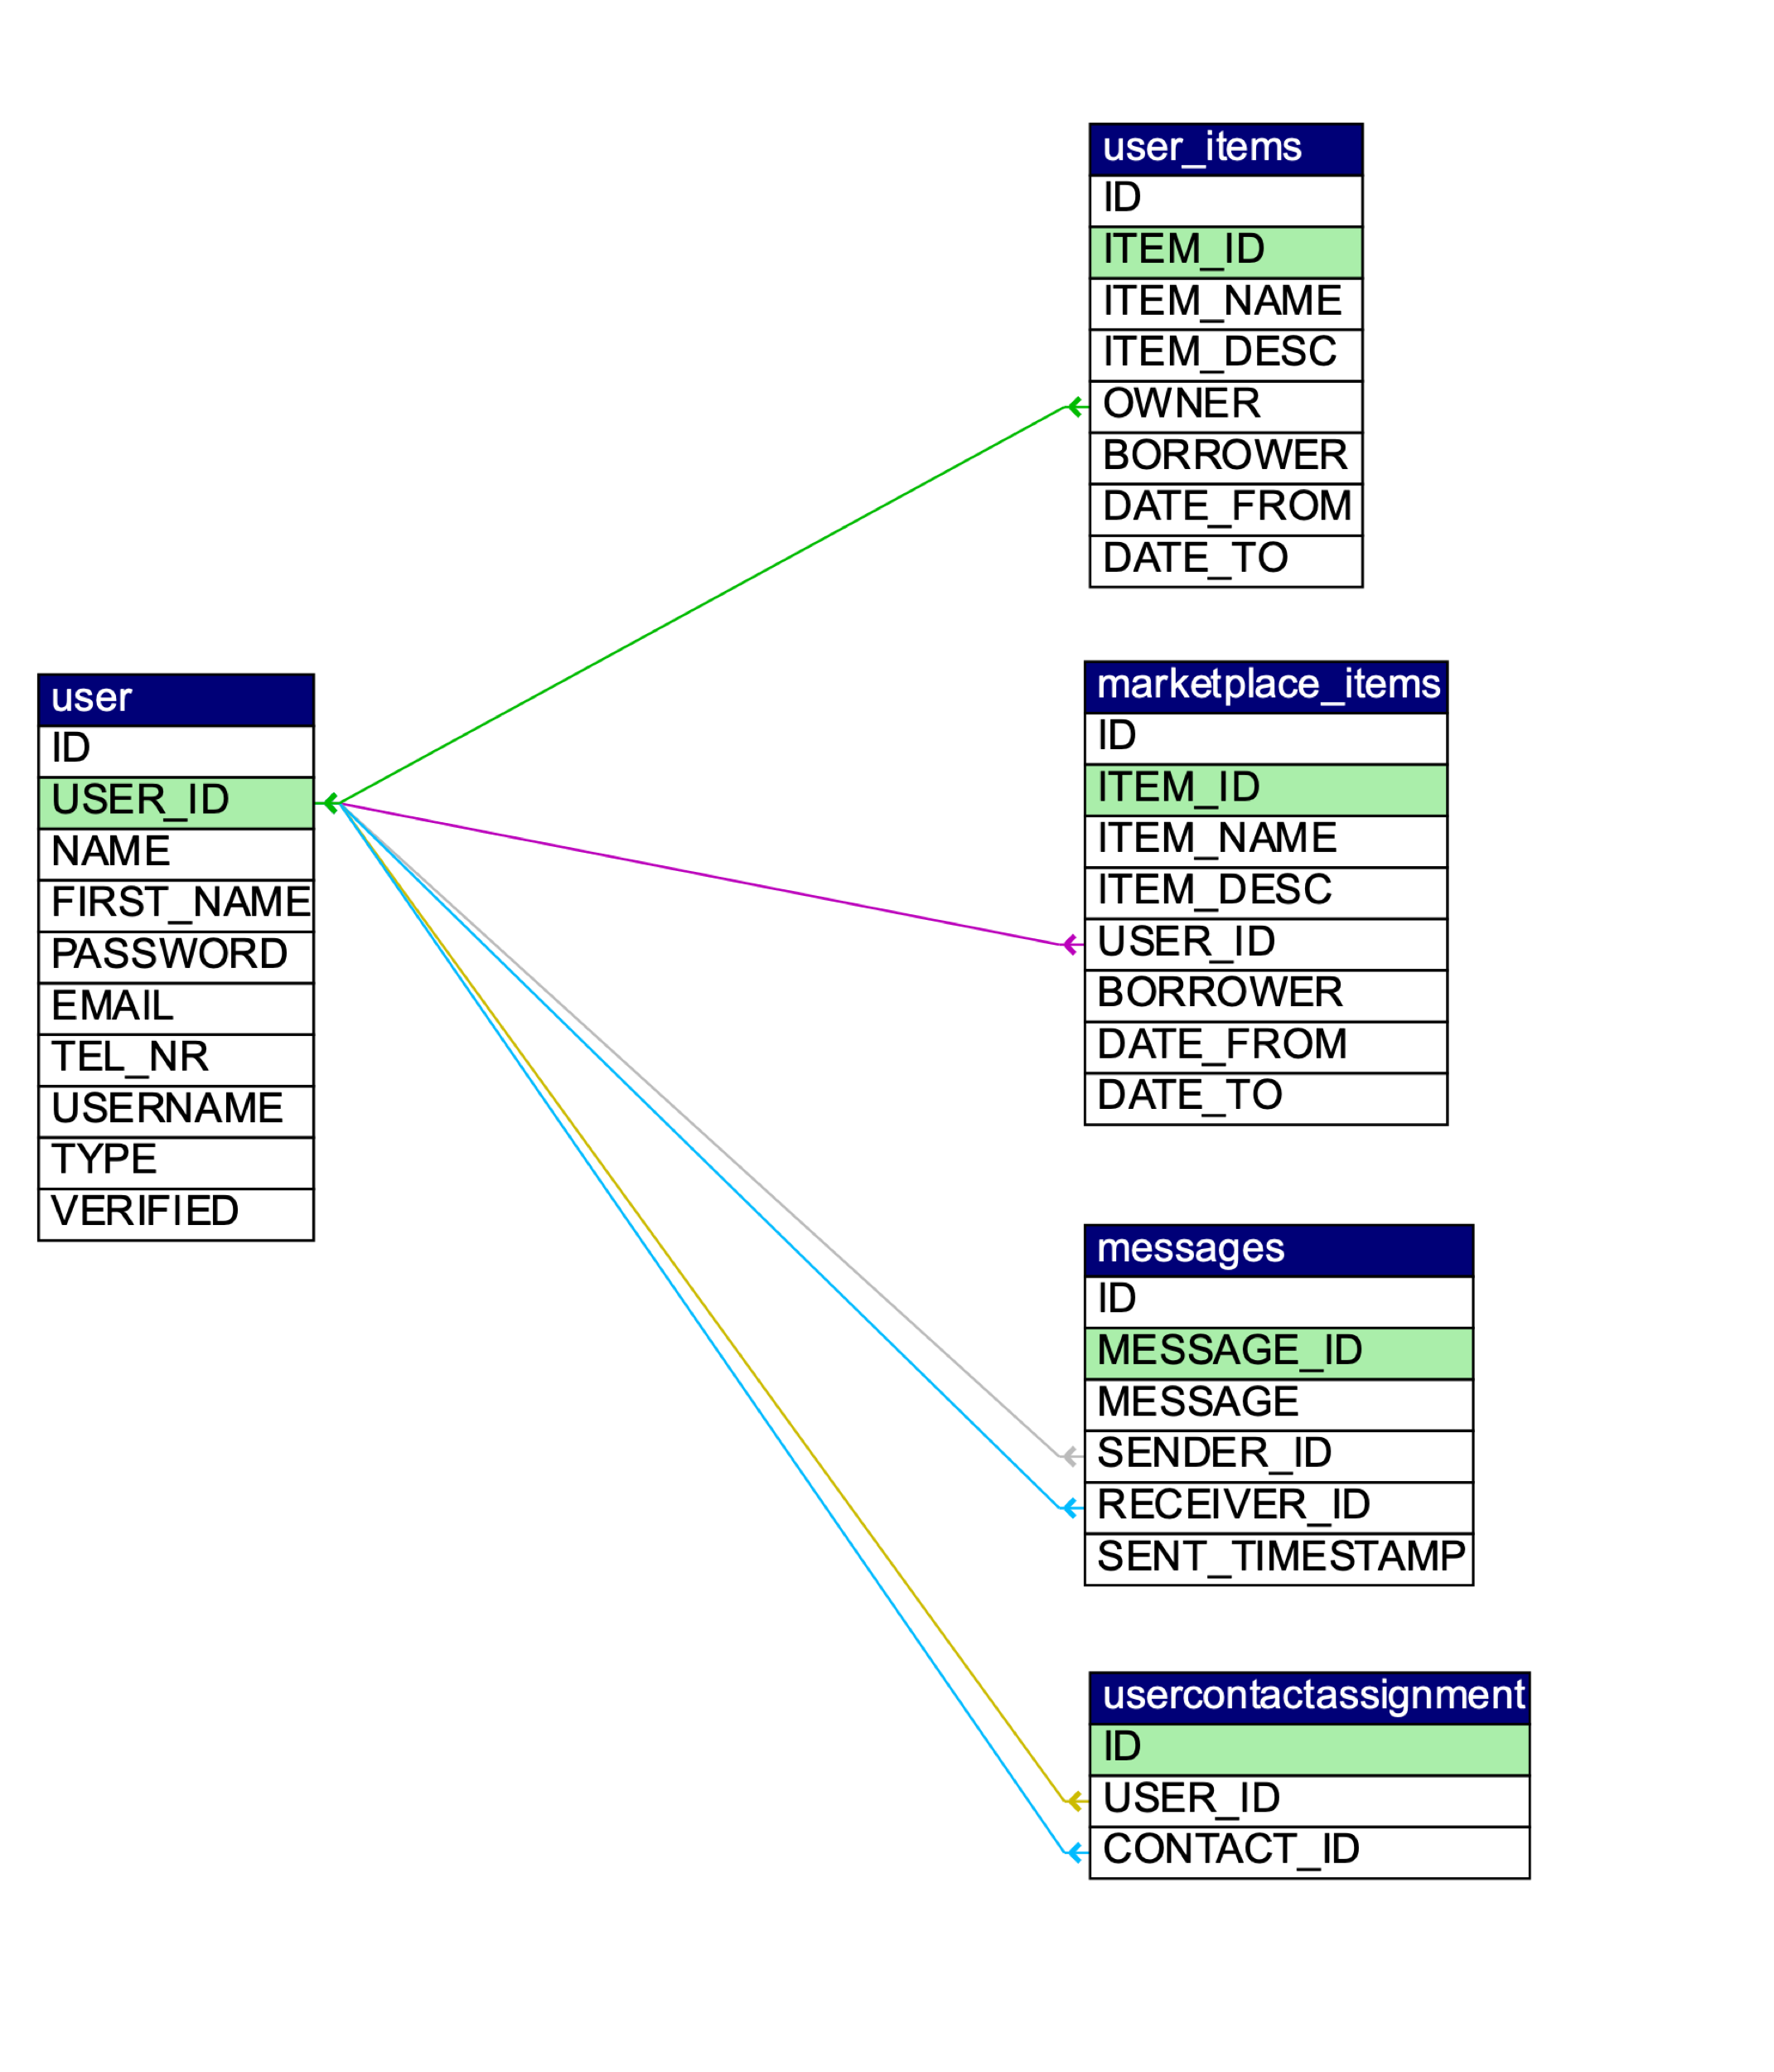 user_items
ID
ITEM_ID
ITEM_NAME
ITEM_DESC
OWNER
BORROWER
DATE_FROM
DATE_TO
user
ID
USER_ID
NAME
FIRST_NAME
PASSWORD
EMAIL
TEL_NR
USERNAME
TYPE
VERIFIED
marketplace_items
ID
ITEM_ID
ITEM_NAME
ITEM_DESC
USER_ID
BORROWER
DATE_FROM
DATE_TO
messages
ID
MESSAGE_ID
MESSAGE
SENDER_ID
RECEIVER_ID
SENT_TIMESTAMP
usercontactassignment
ID
USER_ID
CONTACT_ID